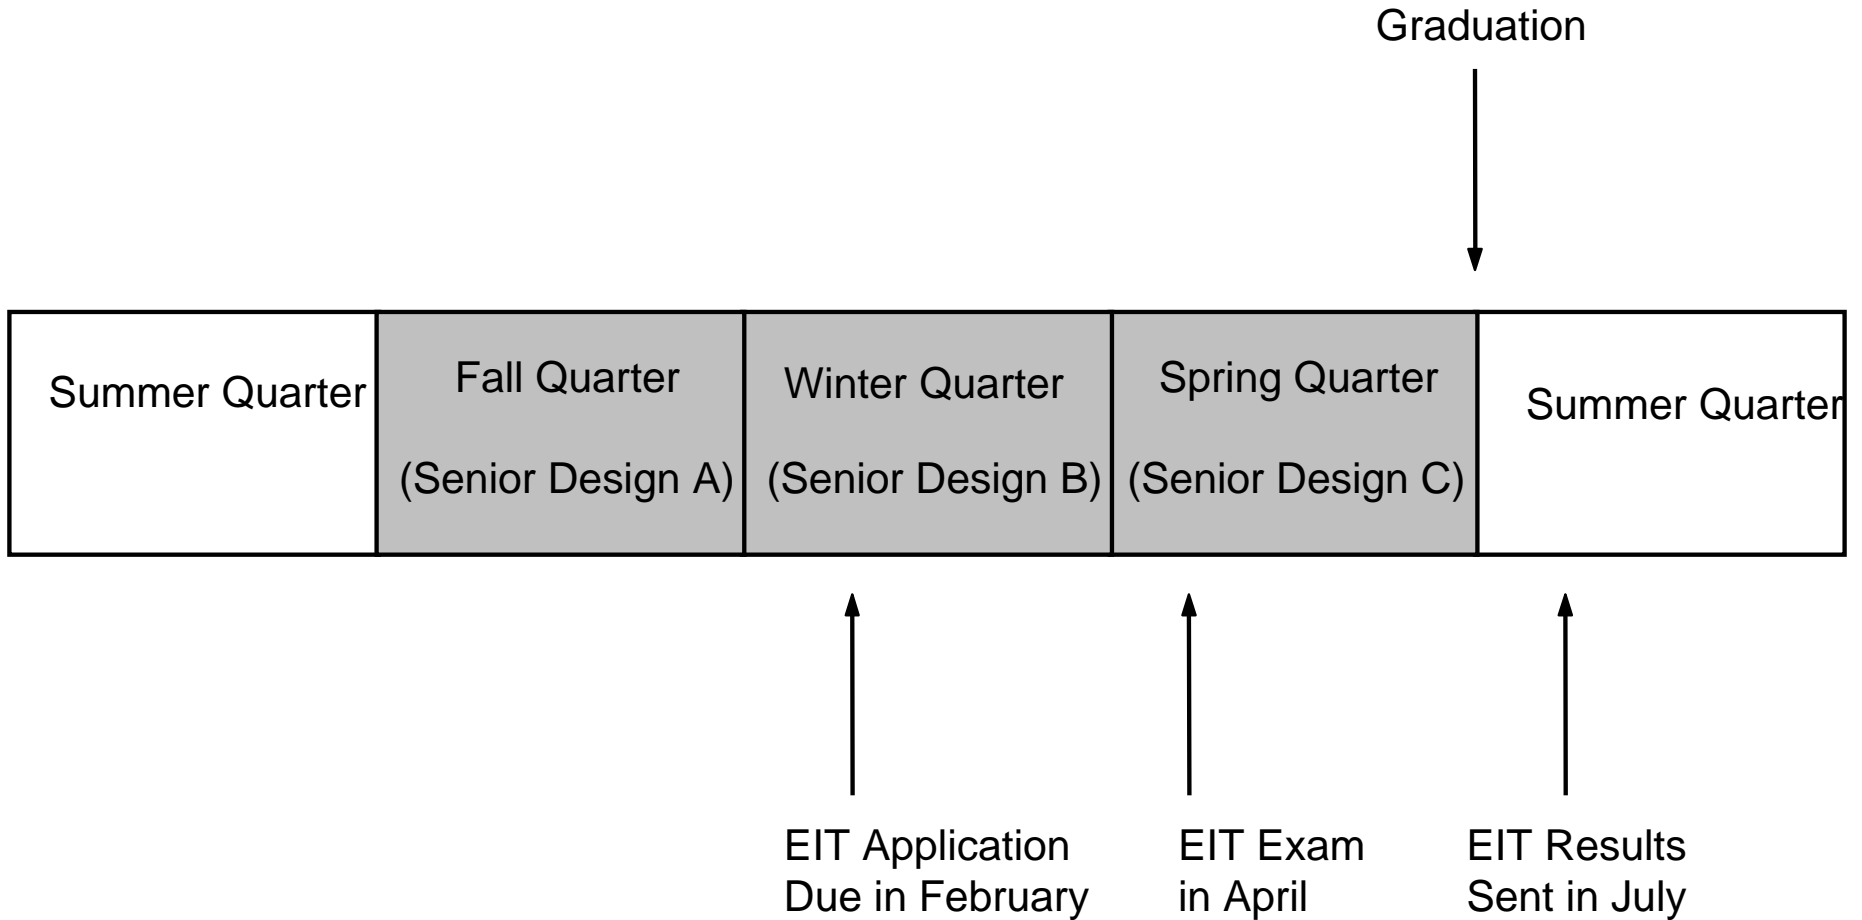 Graduation
Summer Quarter
Fall Quarter
(Senior Design A)
Winter Quarter
(Senior Design B)
Spring Quarter
(Senior Design C)
Summer Quarter
EIT Application
Due in February
EIT Exam
in April
EIT Results
Sent in July